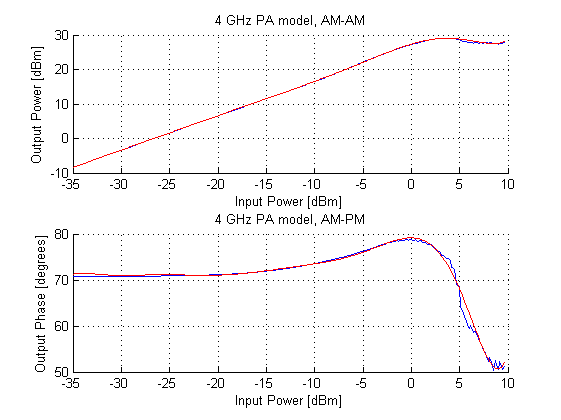 4 GHz PA model, AM-AM
30
20
10
0
-10
Output Power [dBm]
-35 -30 -25 -20 -15 -10 -5 0 5 10
Input Power [dBm]
4 GHz PA model, AM-PM
80
70
60
50
Output Phase [degrees]
-35 -30 -25 -20 -15 -10 -5 0 5 10
Input Power [dBm]